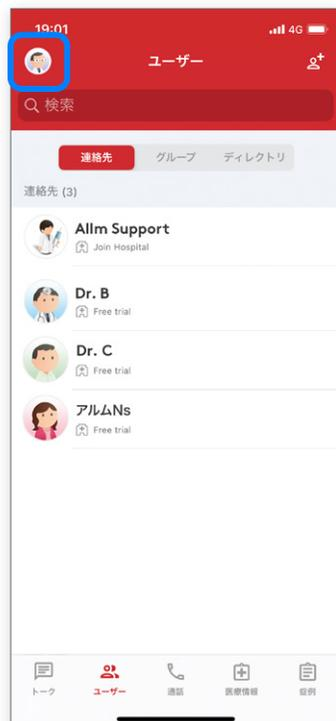 19:01
4G
ユーザー
検索
連絡先
グループ
ディレクトリ
連絡先 (3)
Allm Support
Join Hospital
Dr. B
Free trial
Dr. C
Free trial
アルムNs
Free trial
トーク
ユーザー
通話
医療情報
症例